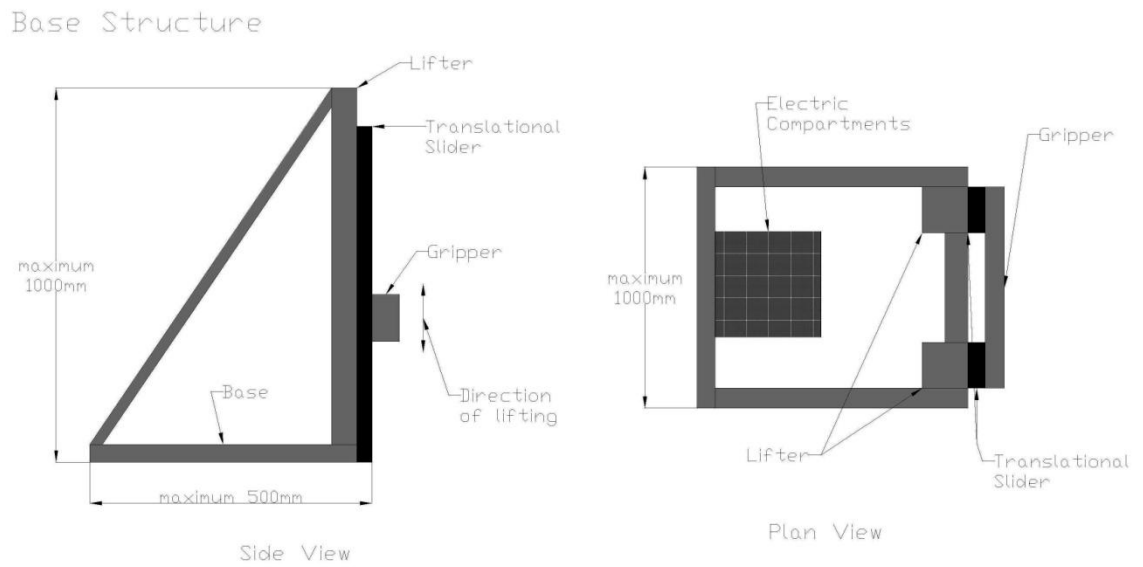 Base Structure
Lifter
Translational
Slider
Gripper
maximum
1000mm
Base
Direction
of lifting
maximum 500mm
Side View
Electric
Compartments
Gripper
maximum
1000mm
Lifter
Translational
Slider
Plan View